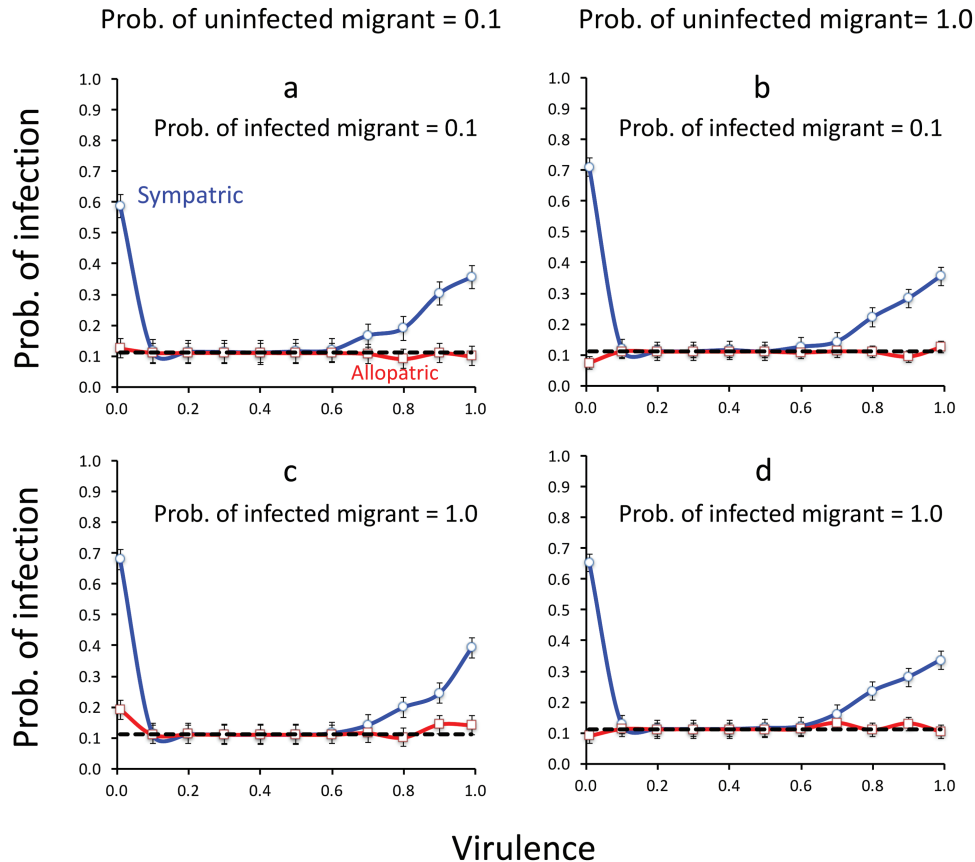 Prob. of uninfected migrant = 0.1
Prob. of uninfected migrant= 1.0
a
Prob. of infected migrant = 0.1
Sympatric
Allopatric
Prob. of infection
1.0
0.9
0.8
0.7
0.6
0.5
0.4
0.3
0.2
0.1
0.0
0.0 0.2 0.4 0.6 0.8 1.0
b
Prob. of infected migrant = 0.1
1.0
0.9
0.8
0.7
0.6
0.5
0.4
0.3
0.2
0.1
0.0
0.0 0.2 0.4 0.6 0.8 1.0
c
Prob. of infected migrant = 1.0
Prob. of infection
1.0
0.9
0.8
0.7
0.6
0.5
0.4
0.3
0.2
0.1
0.0
0.0 0.2 0.4 0.6 0.8 1.0
d
Prob. of infected migrant = 1.0
1.0
0.9
0.8
0.7
0.6
0.5
0.4
0.3
0.2
0.1
0.0
0.0 0.2 0.4 0.6 0.8 1.0
Virulence